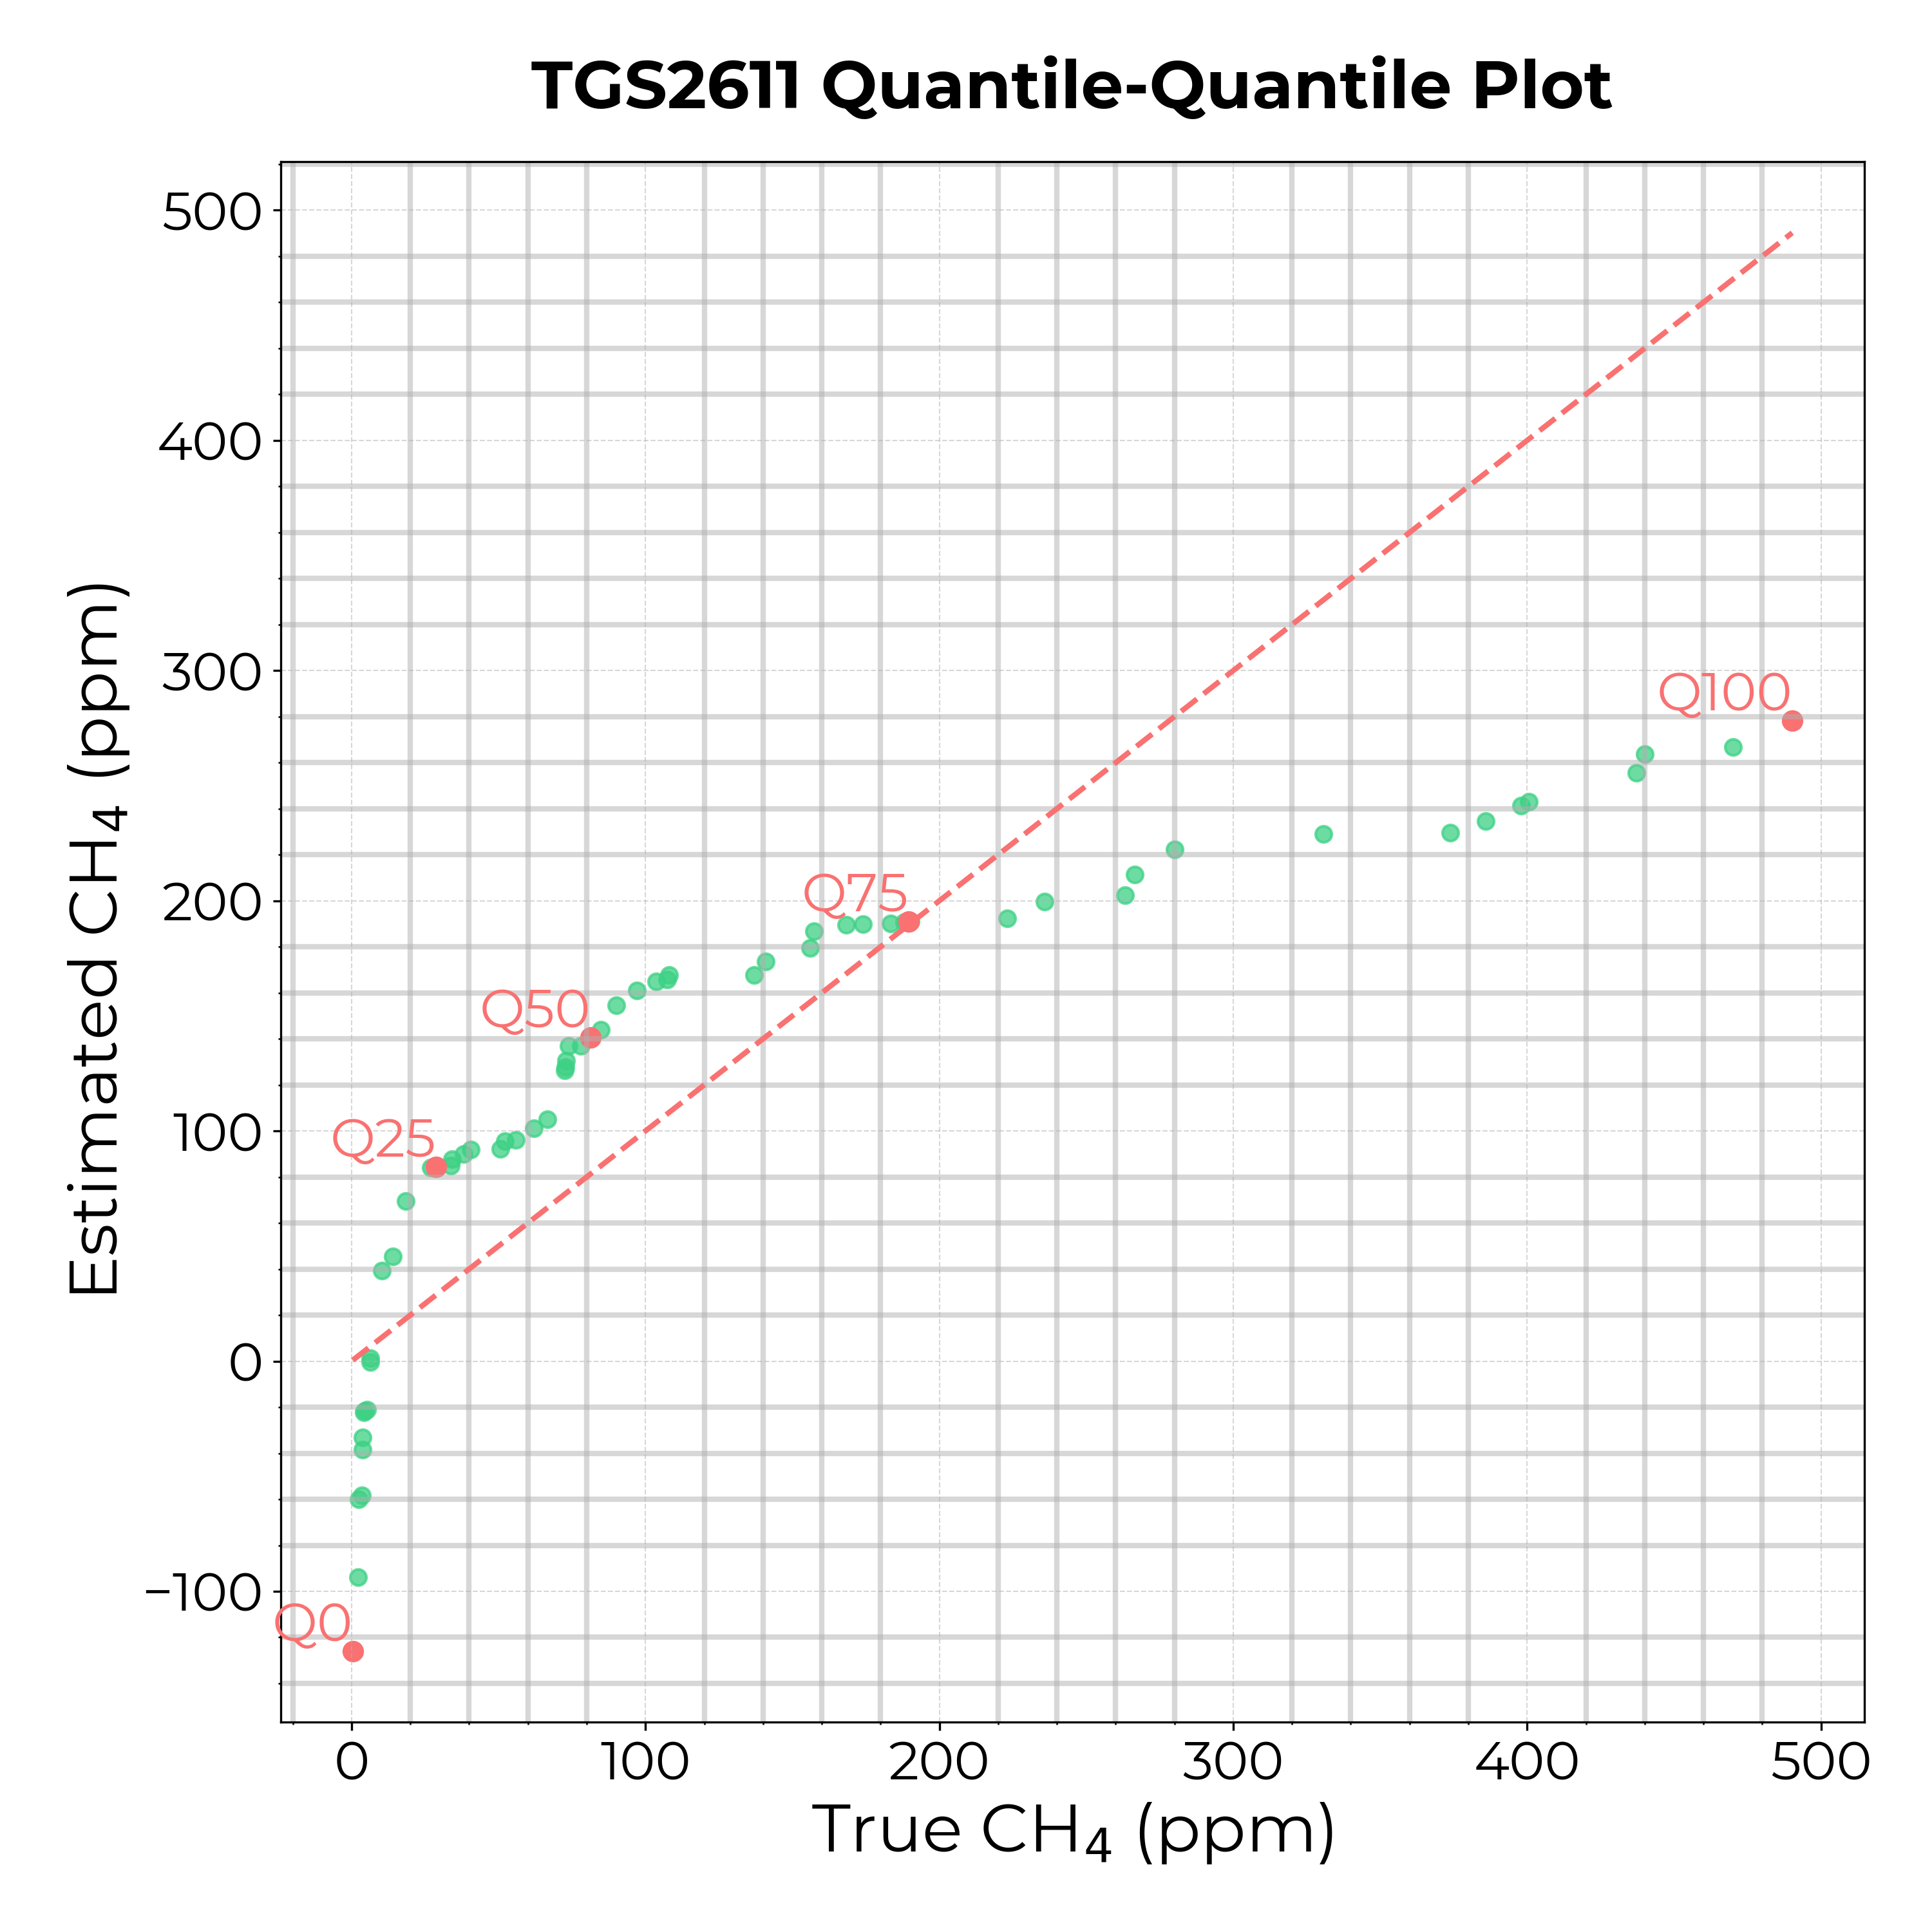 TGS2611 Quantile-Quantile Plot
Estimated CH₄ (ppm)
500
400
300
200
100
0
−100
Q100
Q75
Q50
Q25
Q0
0 100 200 300 400 500
True CH₄ (ppm)